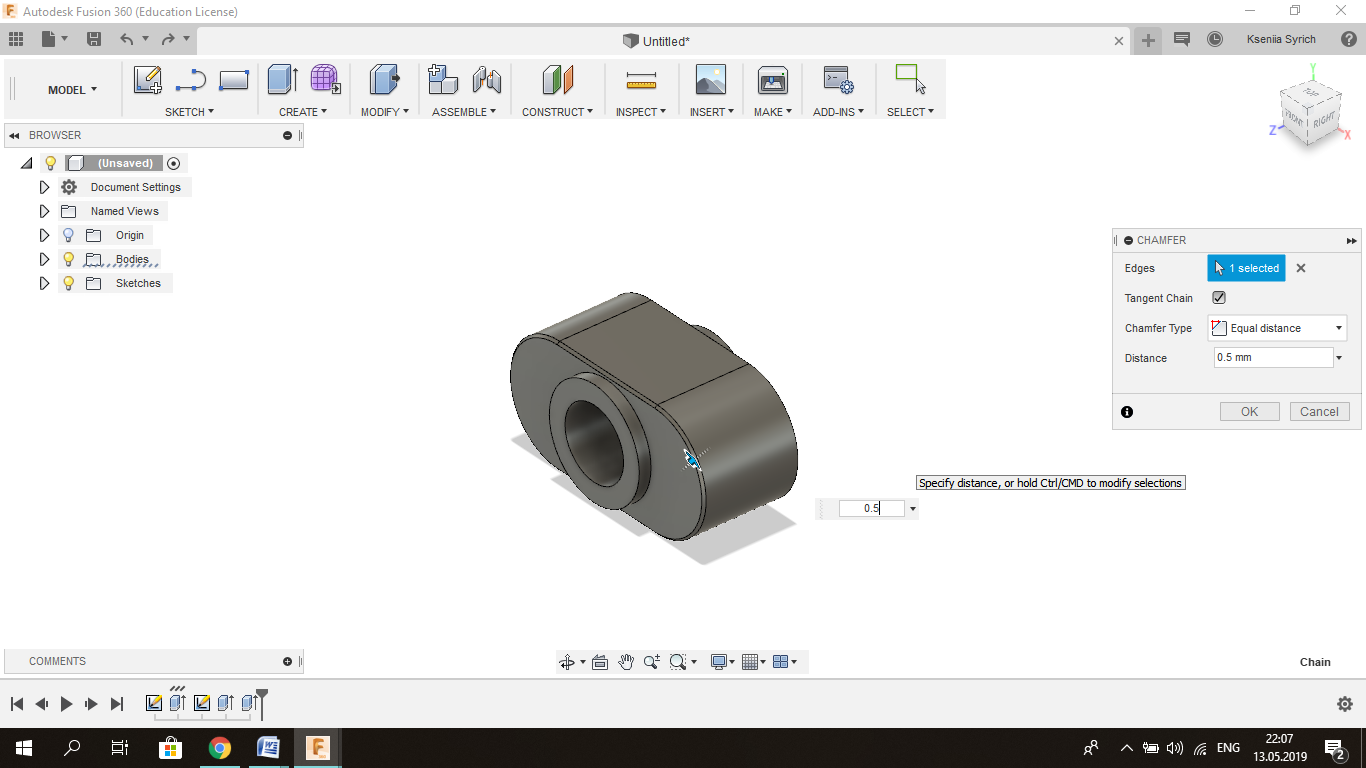 Autodesk Fusion 360 (Education License)
Untitled*
Kseniia Syrich
MODEL
SKETCH
CREATE
MODIFY
ASSEMBLE
CONSTRUCT
INSPECT
INSERT
MAKE
ADD-INS
SELECT
Y
TOP
FRONT
RIGHT
Z
X
BROWSER
(Unsaved)
Document Settings
Named Views
Origin
Bodies
Sketches
CHAMFER
Edges
1 selected
Tangent Chain
Chamfer Type
Equal distance
Distance
0.5 mm
OK
Cancel
Specify distance, or hold Ctrl/CMD to modify selections
0.5
COMMENTS
Chain
ENG
22:07
13.05.2019
2